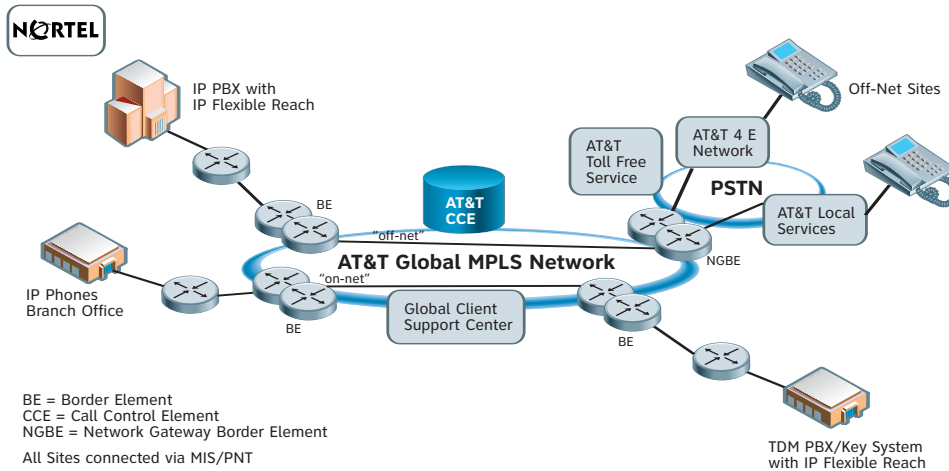 NORTEL
IP PBX with
IP Flexible Reach
Off-Net Sites
AT&T
Toll Free
Service
AT&T 4 E
Network
PSTN
AT&T
CCE
BE
AT&T Local
Services
"off-net"
NGBE
AT&T Global MPLS Network
"on-net"
IP Phones
Branch Office
Global Client
Support Center
BE
BE
BE = Border Element
CCE = Call Control Element
NGBE = Network Gateway Border Element
All Sites connected via MIS/PNT
TDM PBX/Key System
with IP Flexible Reach